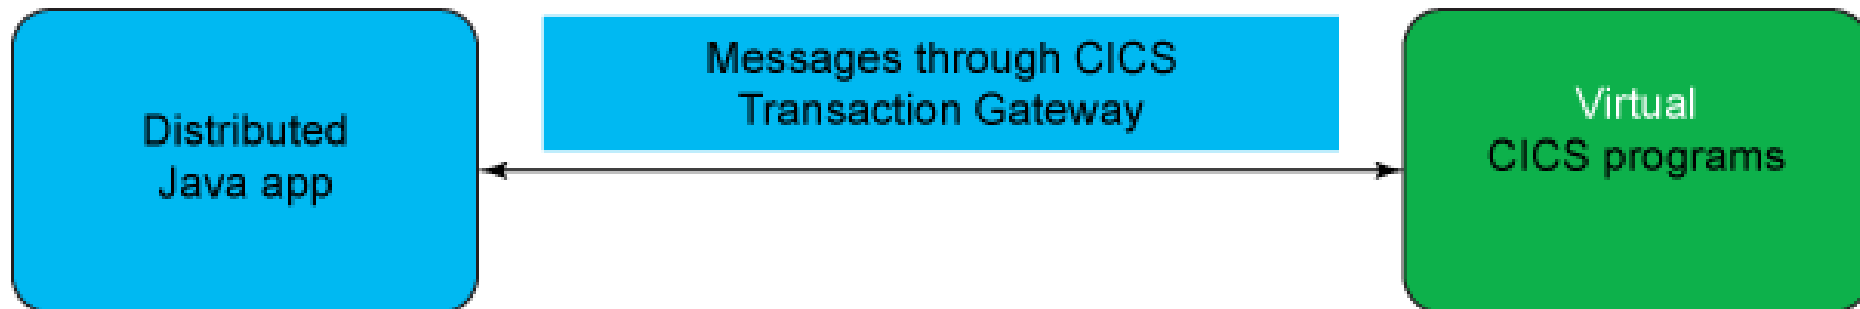 Distributed
Java app
Messages through CICS
Transaction Gateway
Virtual
CICS programs